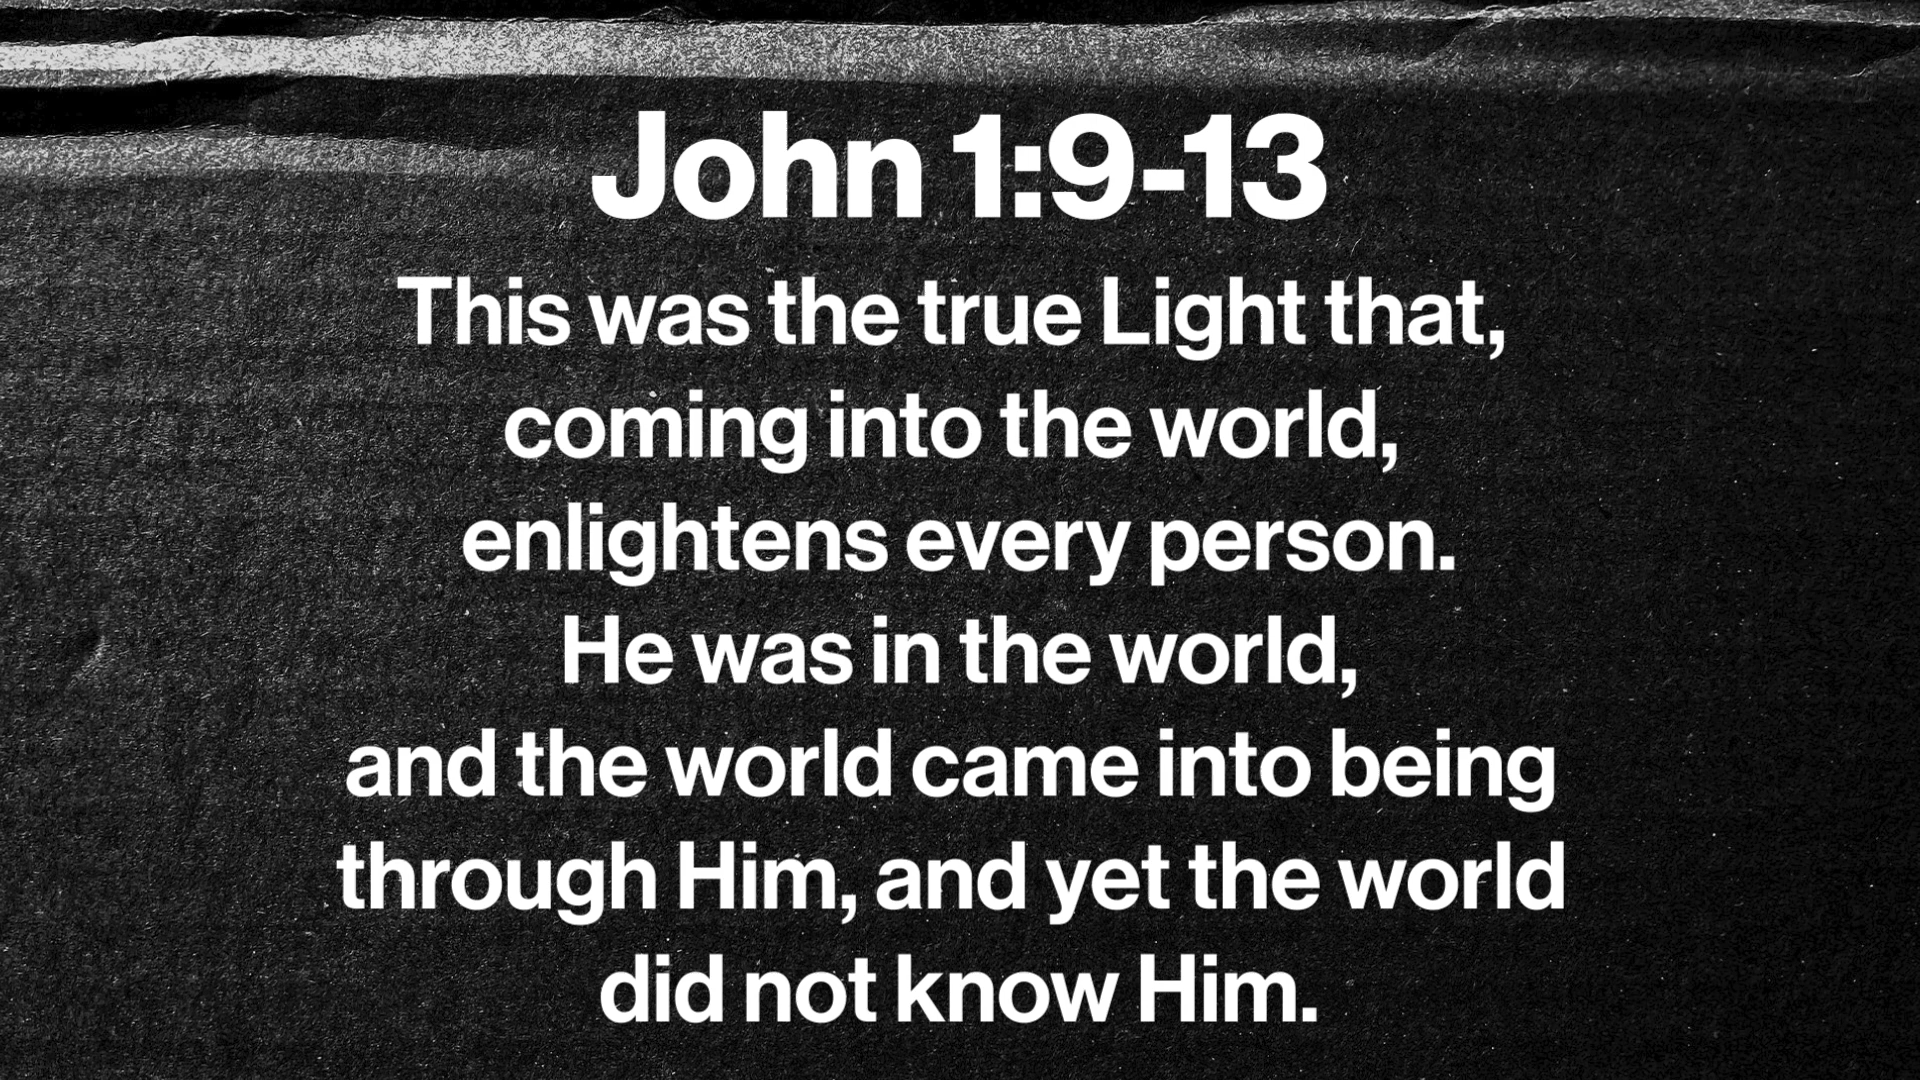 John 1:9-13
This was the true Light that,
coming into the world,
enlightens every person.
He was in the world,
and the world came into being
through Him, and yet the world
did not know Him.